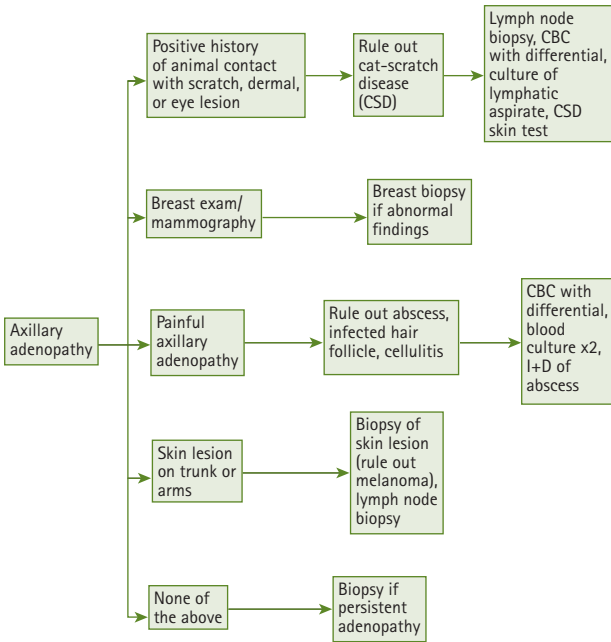 Positive history
of animal contact
with scratch, dermal,
or eye lesion
Rule out
cat-scratch
disease
(CSD)
Lymph node
biopsy, CBC
with differential,
culture of
lymphatic
aspirate, CSD
skin test
Breast exam/
mammography
Breast biopsy
if abnormal
findings
Axillary
adenopathy
Painful
axillary
adenopathy
Rule out abscess,
infected hair
follicle, cellulitis
CBC with
differential,
blood
culture x2,
I+D of
abscess
Skin lesion
on trunk or
arms
Biopsy of
skin lesion
(rule out
melanoma),
lymph node
biopsy
None of
the above
Biopsy if
persistent
adenopathy